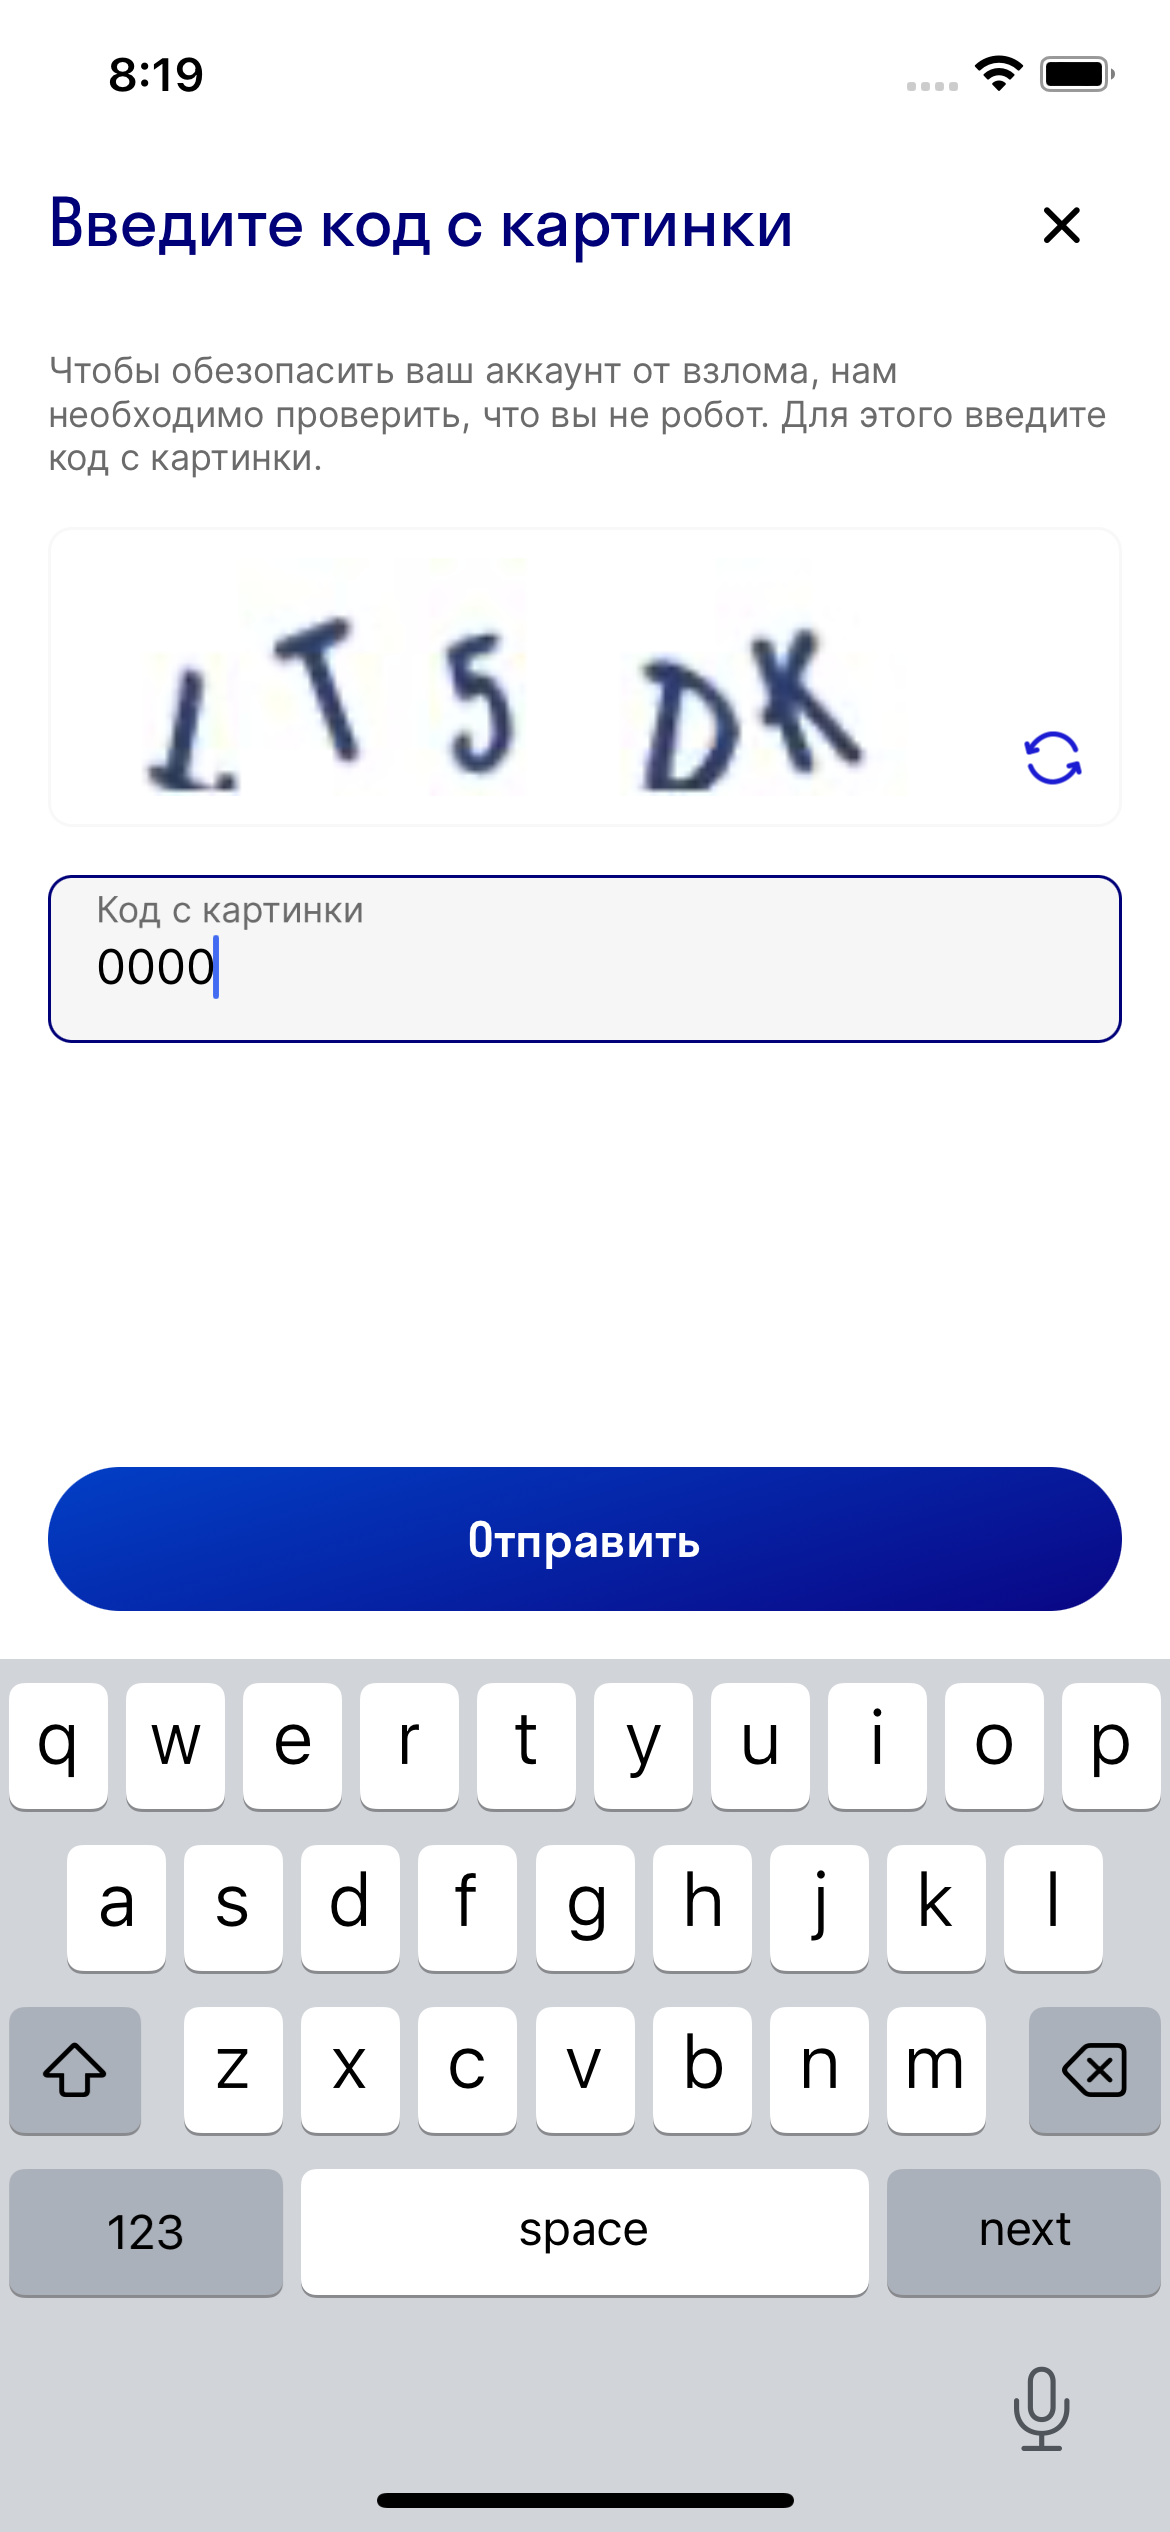 8:19
Введите код с картинки
Чтобы обезопасить ваш аккаунт от взлома, нам
необходимо проверить, что вы не робот. Для этого введите
код с картинки.
LT5 DK
Код с картинки
0000
Отправить
q w e r t y u i o p
a s d f g h j k l
z x c v b n m
123 space next